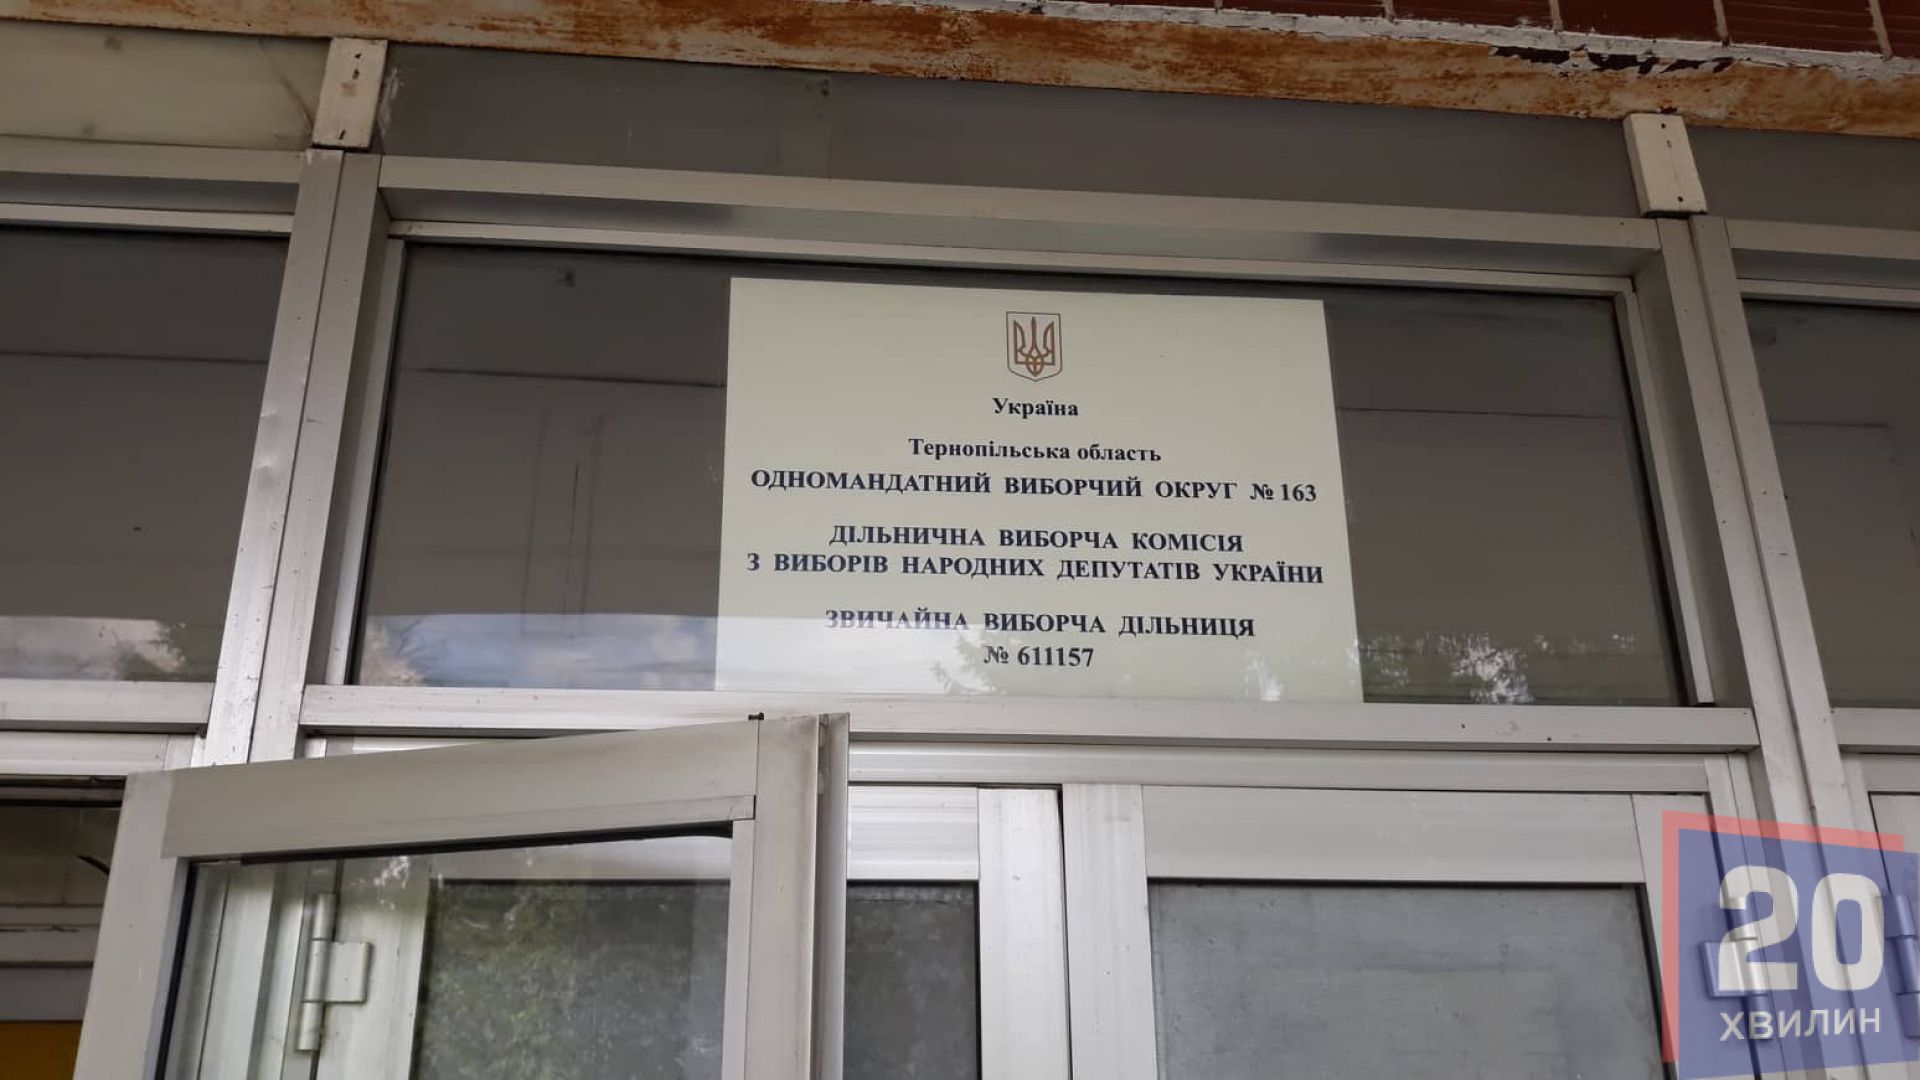 Україна
Тернопільська область
ОДНОМАНДАТНИЙ ВИБОРЧИЙ ОКРУГ № 163
ДІЛЬНИЧНА ВИБОРЧА КОМІСІЯ
З ВИБОРІВ НАРОДНИХ ДЕПУТАТІВ УКРАЇНИ
ЗВИЧАЙНА ВИБОРЧА ДІЛЬНИЦЯ
№ 611157
20
ХВИЛИН